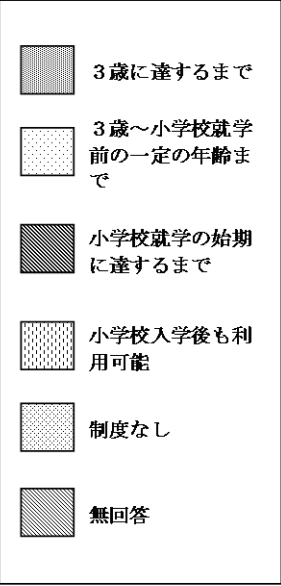 ３歳に達するまで
３歳～小学校就学
前の一定の年齢ま
で
小学校就学の始期
に達するまで
小学校入学後も利
用可能
制度なし
無回答